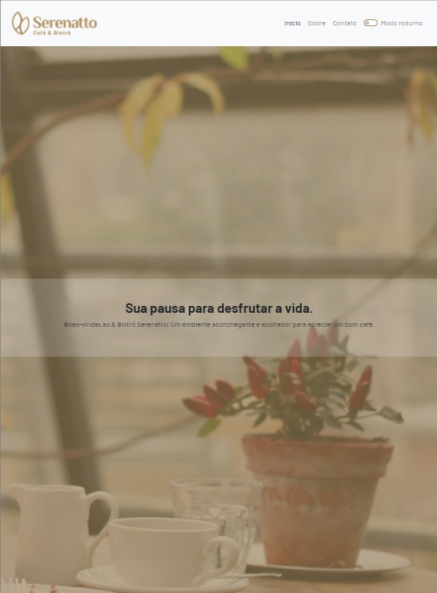 Serenatto
Café & Bistrô
Início Sobre Contato Modo noturno
Sua pausa para desfrutar a vida.
Boas-vindas ao & Bistrô Serenatto! Um ambiente aconchegante e acolhedor para apreciar um bom café.